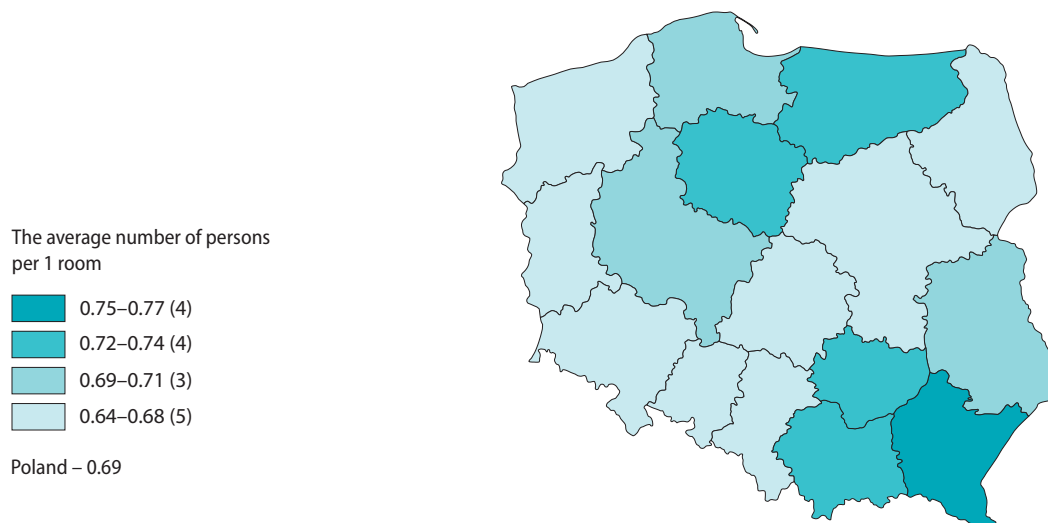 The average number of persons
per 1 room
0.75–0.77 (4)
0.72–0.74 (4)
0.69–0.71 (3)
0.64–0.68 (5)
Poland – 0.69